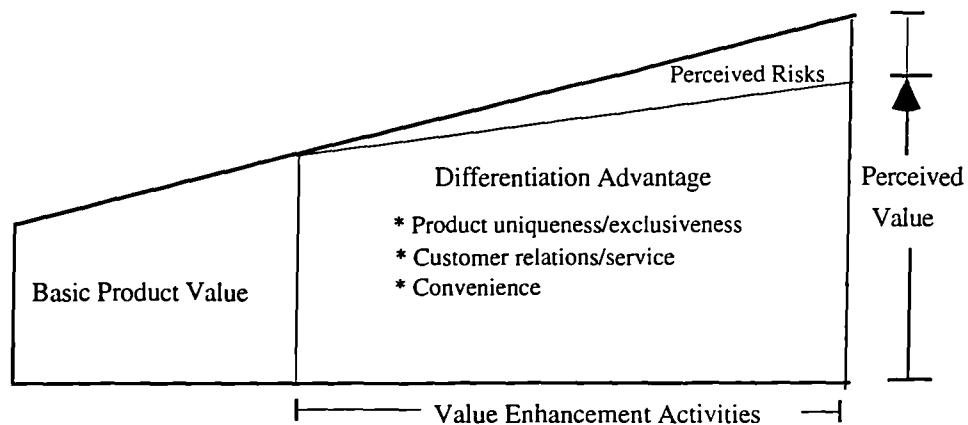 Perceived Risks
Differentiation Advantage
* Product uniqueness/exclusiveness
* Customer relations/service
* Convenience
Basic Product Value
Perceived
Value
Value Enhancement Activities